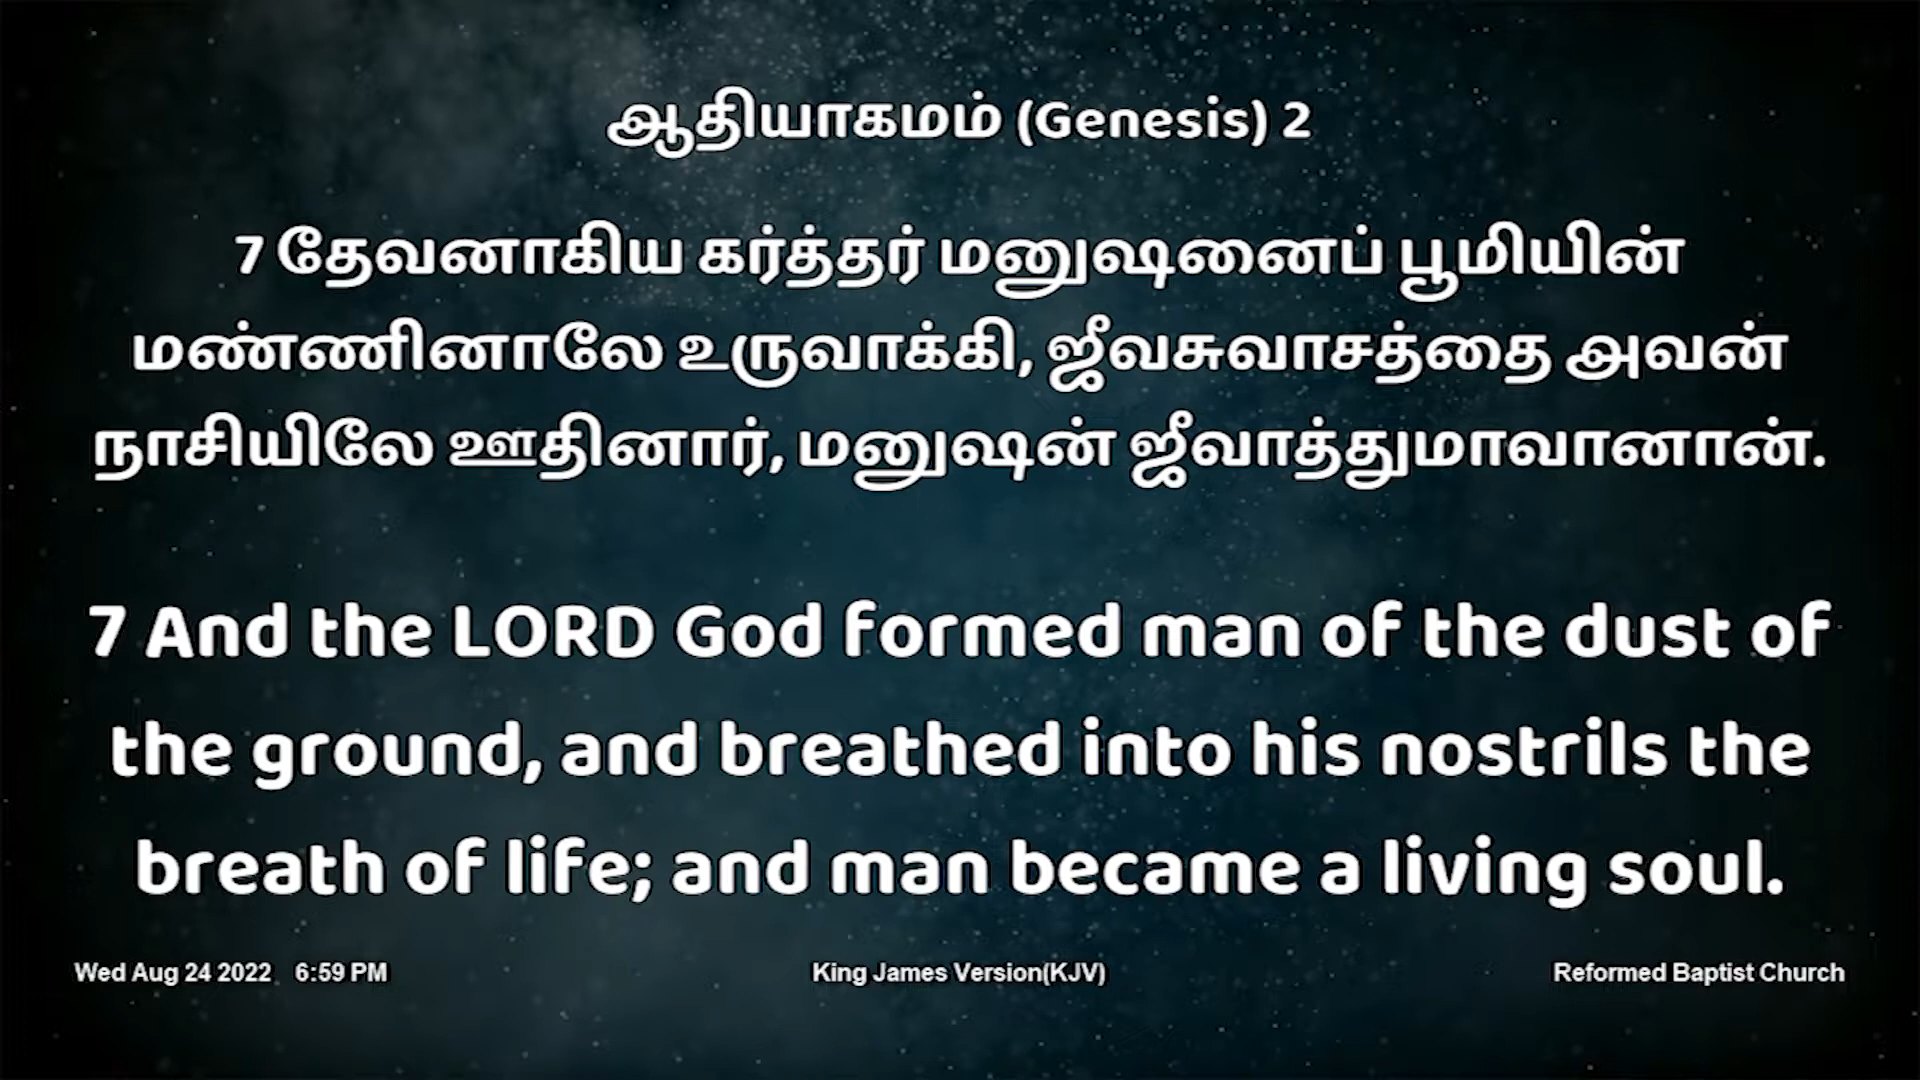 ஆதியாகமம் (Genesis) 2
7 தேவனாகிய கர்த்தர் மனுஷனைப் பூமியின்
மண்ணினாலே உருவாக்கி, ஜீவசுவாசத்தை அவன்
நாசியிலே ஊதினார், மனுஷன் ஜீவாத்துமாவானான்.
7 And the LORD God formed man of the dust of
the ground, and breathed into his nostrils the
breath of life; and man became a living soul.
Wed Aug 24 2022 6:59 PM King James Version(KJV) Reformed Baptist Church